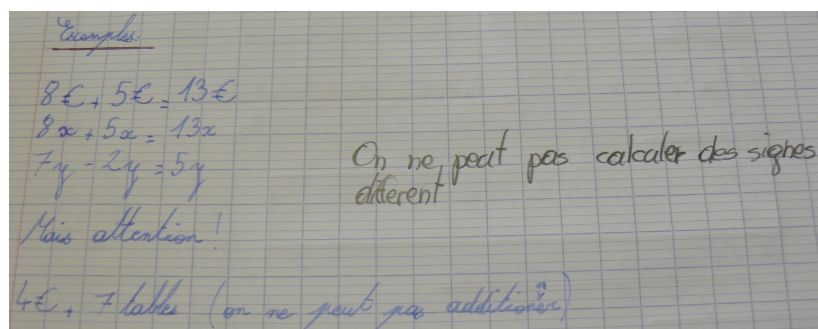 Exemples:
8€ + 5€ = 13€
8x + 5x = 13x
7y - 2y = 5y
On ne peut pas calculer des signes
différent
Mais attention !
4€ + 7 tables (on ne peut pas additionner)